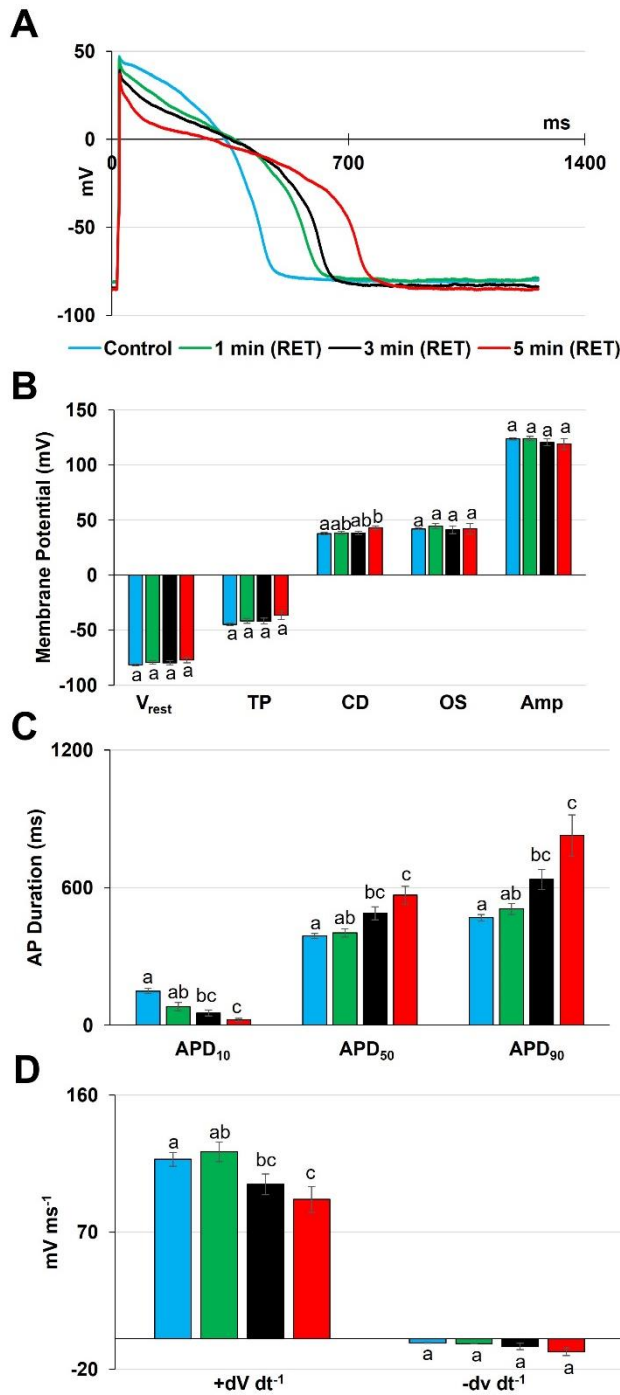 A
50
ms
0
0
700
1400
mV
-50
-100
Control 1 min (RET) 3 min (RET) 5 min (RET)
B
150
a a a a
100
50
a ab ab b a a a a
0
Membrane Potential (mV)
-50
a a a a a a a a
-100
Vrest TP CD OS Amp
C
1200
c
bc
c
600
bc
ab
a
ab
a
AP Duration (ms)
a
ab
bc
c
0
APD10 APD50 APD90
D
160
a ab bc c
70
mV ms-1
-20
a a a a
+dV dt-1 -dv dt-1